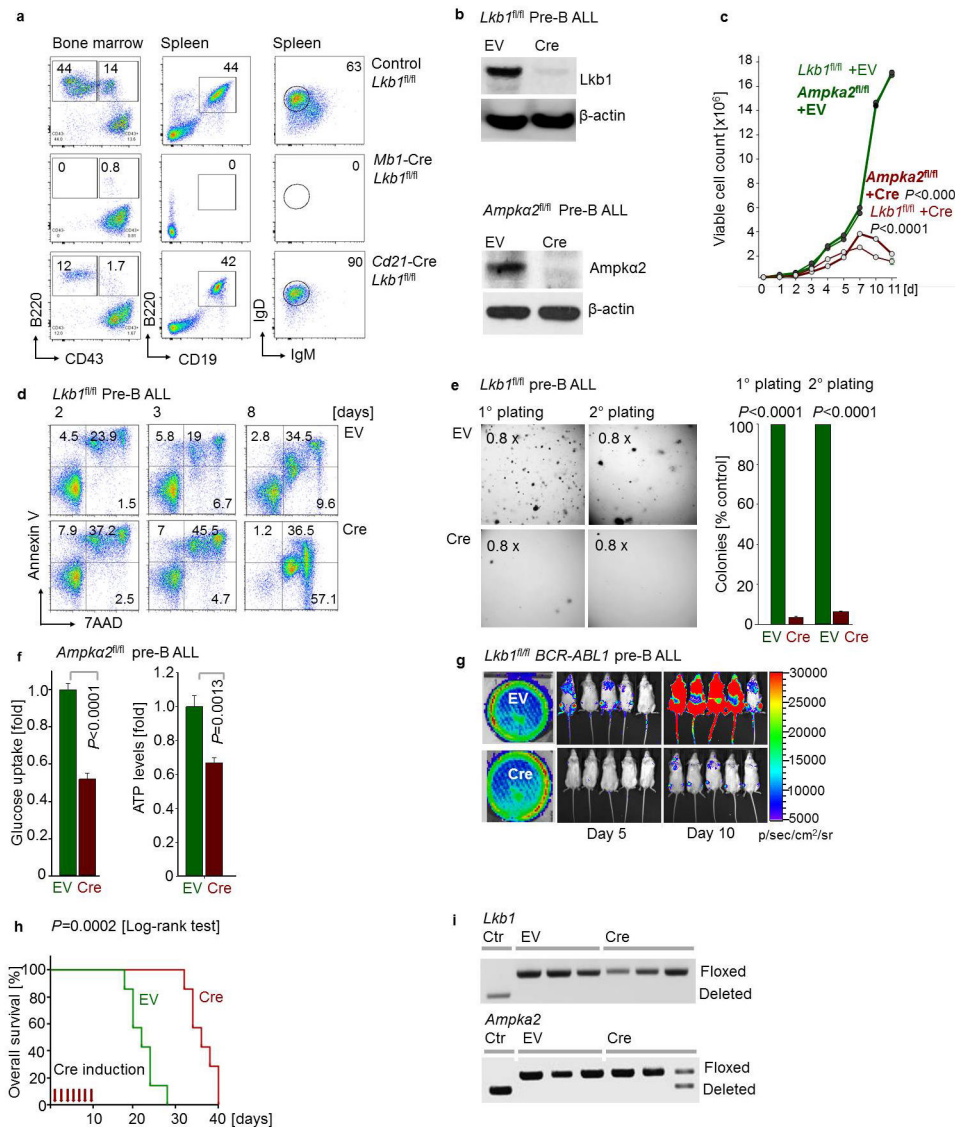 a
Bone marrow Spleen Spleen
44 14 44 63
Control
Lkb1fl/fl
0 0.8 0 0
Mb1-Cre
Lkb1fl/fl
12 1.7 42 90
Cd21-Cre
Lkb1fl/fl
B220 B220 IgD
CD43 CD19 IgM
b Lkb1fl/fl Pre-B ALL
EV Cre
Lkb1
β-actin
Ampkα2fl/fl Pre-B ALL
EV Cre
Ampkα2
β-actin
c
Viable cell count [x10⁶]
18
16
14
12
10
8
6
4
2
0 1 2 3 4 5 7 10 11 [d]
Lkb1fl/fl +EV
Ampka2fl/fl
+EV
Ampka2fl/fl
+Cre P<0.000
Lkb1fl/fl +Cre
P<0.0001
d Lkb1fl/fl Pre-B ALL
2 3 8 [days]
EV
4.5 23.9 5.8 19 2.8 34.5
1.5 6.7 9.6
Cre
7.9 37.2 7 45.5 1.2 36.5
2.5 4.7 57.1
Annexin V
7AAD
e Lkb1fl/fl pre-B ALL
1° plating 2° plating
EV
0.8 x 0.8 x
Cre
0.8 x 0.8 x
1° plating 2° plating
P<0.0001 P<0.0001
Colonies [% control]
100
80
60
40
20
0
EV Cre EV Cre
f Ampkα2fl/fl pre-B ALL
Glucose uptake [fold]
1.0
0.8
0.6
0.4
0.2
0
P<0.0001
EV Cre
ATP levels [fold]
1.2
1.0
0.8
0.6
0.4
0.2
0
P=0.0013
EV Cre
g Lkb1fl/fl BCR-ABL1 pre-B ALL
EV
Cre
Day 5 Day 10
30000
25000
20000
15000
10000
5000
p/sec/cm²/sr
h P=0.0002 [Log-rank test]
Overall survival [%]
100
80
60
40
20
0
EV Cre
Cre induction
0 10 20 30 40 [days]
i Lkb1
Ctr EV Cre
Floxed
Deleted
Ampka2
Ctr EV Cre
Floxed
Deleted